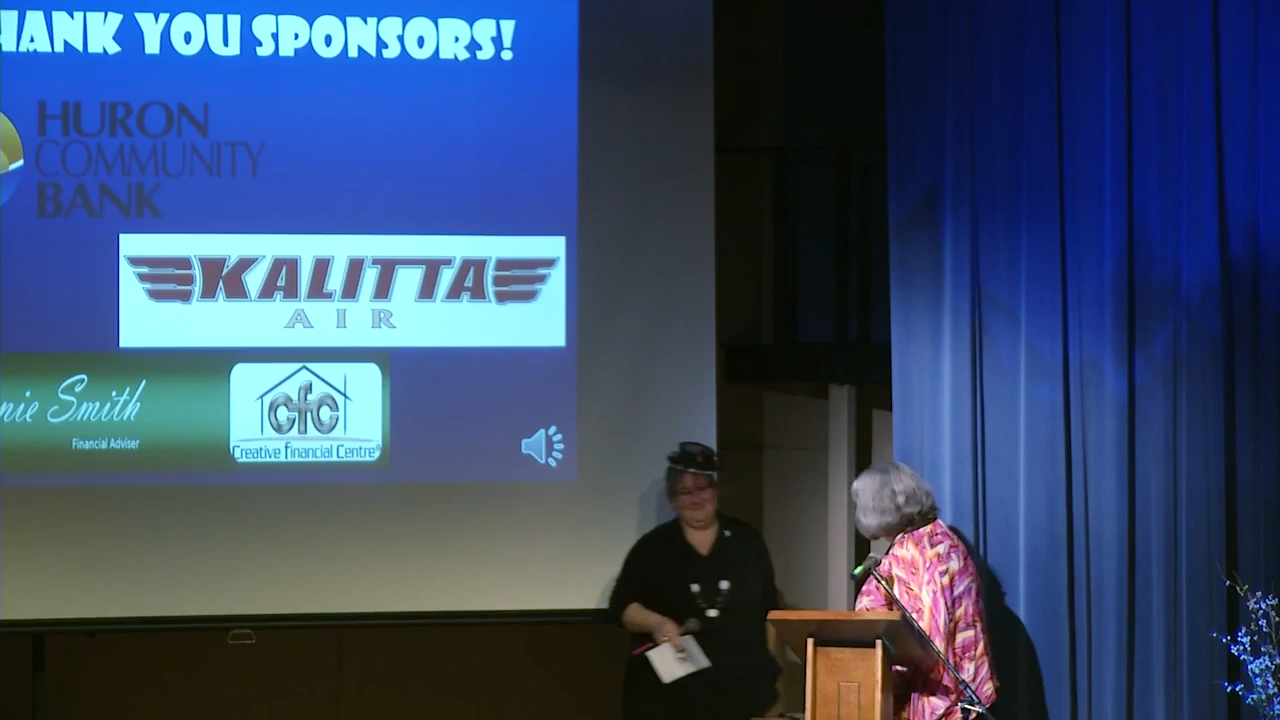 HANK YOU SPONSORS!
HURON
COMMUNITY
BANK
KALITTA
AIR
nie Smith
Financial Adviser
cfc
Creative Financial Centre®